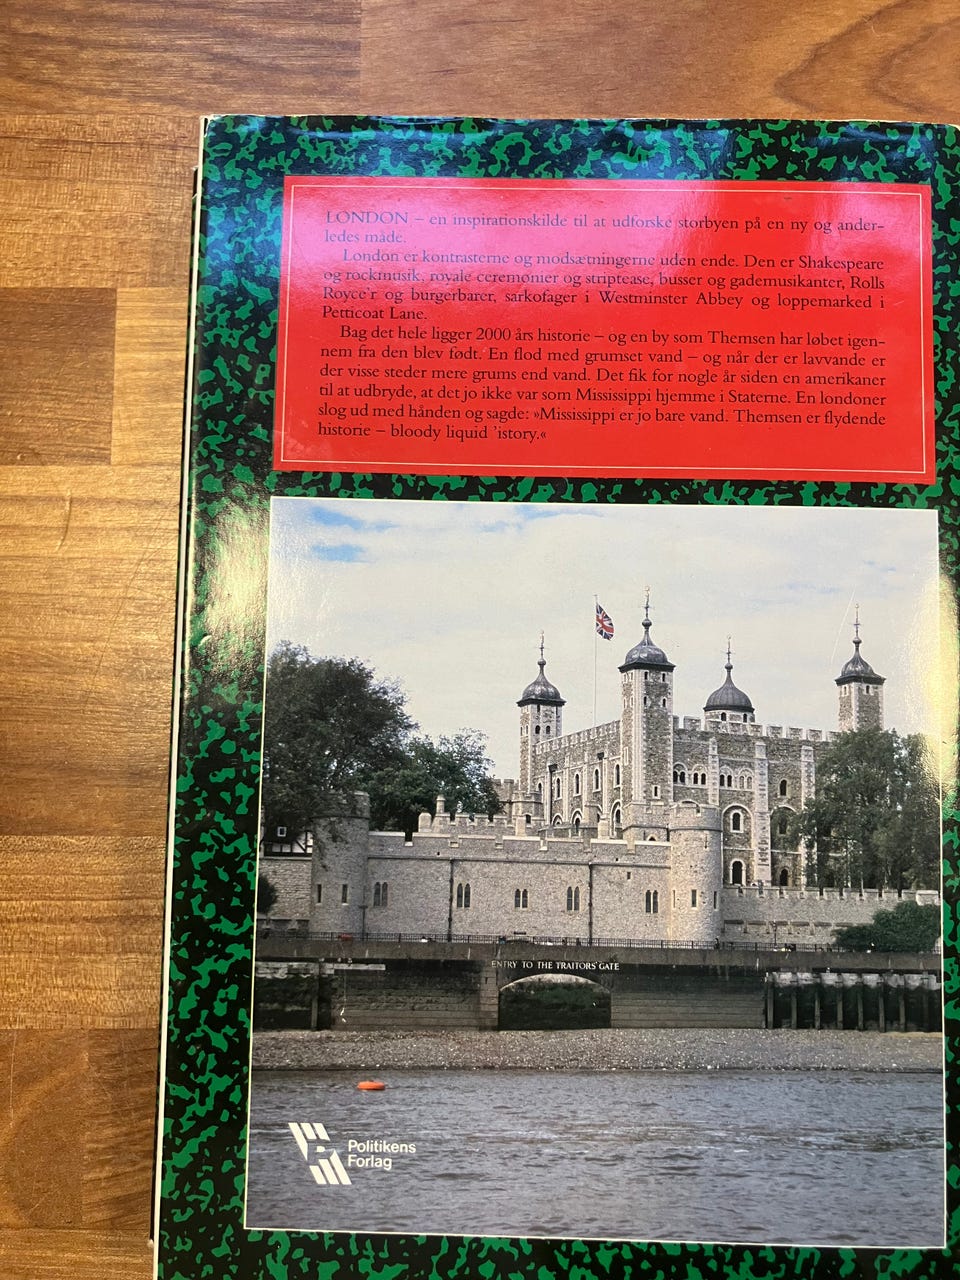 LONDON – en inspirationskilde til at udforske storbyen på en ny og ander-
ledes måde.
London er kontrasterne og modsætningerne uden ende. Den er Shakespeare
og rockmusik, royale ceremonier og striptease, busser og gademusikanter, Rolls
Royce'r og burgerbarer, sarkofager i Westminster Abbey og loppemarked i
Petticoat Lane.
Bag det hele ligger 2000 års historie – og en by som Themsen har løbet igen-
nem fra den blev født. En flod med grumset vand – og når der er lavvande er
der visse steder mere grums end vand. Det fik for nogle år siden en amerikaner
til at udbryde, at det jo ikke var som Mississippi hjemme i Staterne. En londoner
slog ud med hånden og sagde: »Mississippi er jo bare vand. Themsen er flydende
historie – bloody liquid 'istory.«
ENTRY TO THE TRAITORS' GATE
Politikens
Forlag